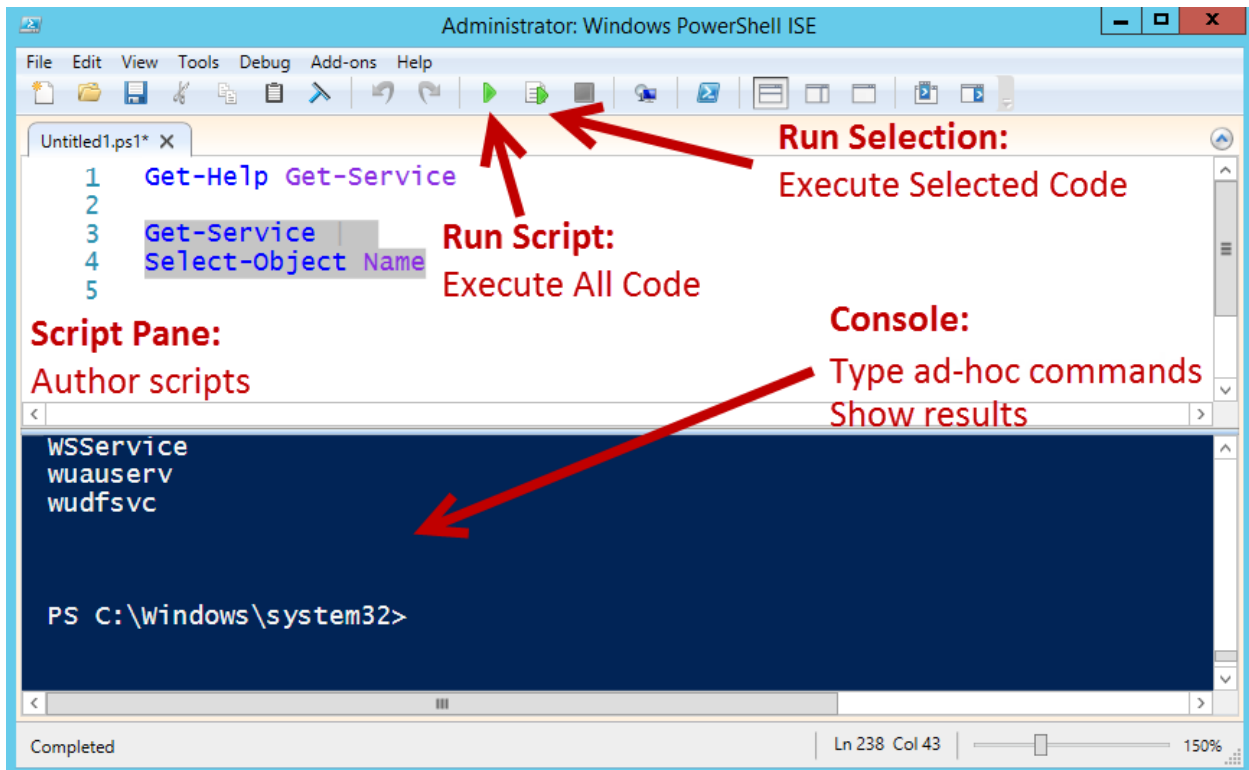 Administrator: Windows PowerShell ISE
File Edit View Tools Debug Add-ons Help
Untitled1.ps1* X
Run Selection:
Execute Selected Code
1 Get-Help Get-Service
2
3 Get-Service |
4 Select-Object Name
5
Run Script:
Execute All Code
Script Pane:
Author scripts
Console:
Type ad-hoc commands
Show results
WSService
wuauserv
wudfsvc
PS C:\Windows\system32>
Completed Ln 238 Col 43 150%